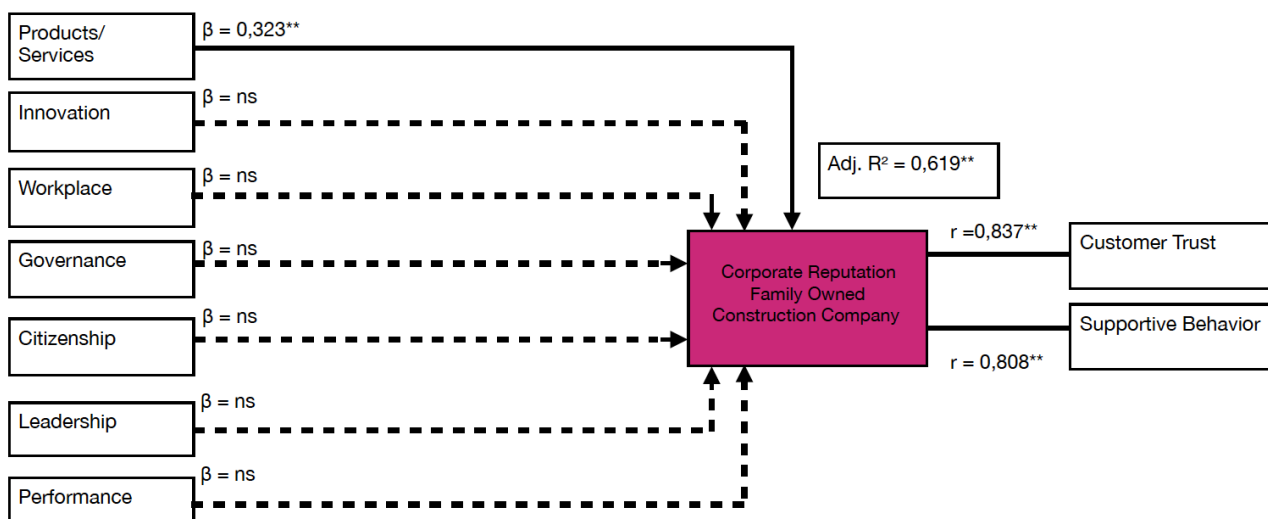 Products/
Services
β = 0,323**
Innovation
β = ns
Workplace
β = ns
Governance
β = ns
Citizenship
β = ns
Leadership
β = ns
Performance
β = ns
Adj. R² = 0,619**
Corporate Reputation
Family Owned
Construction Company
r =0,837**
Customer Trust
Supportive Behavior
r = 0,808**